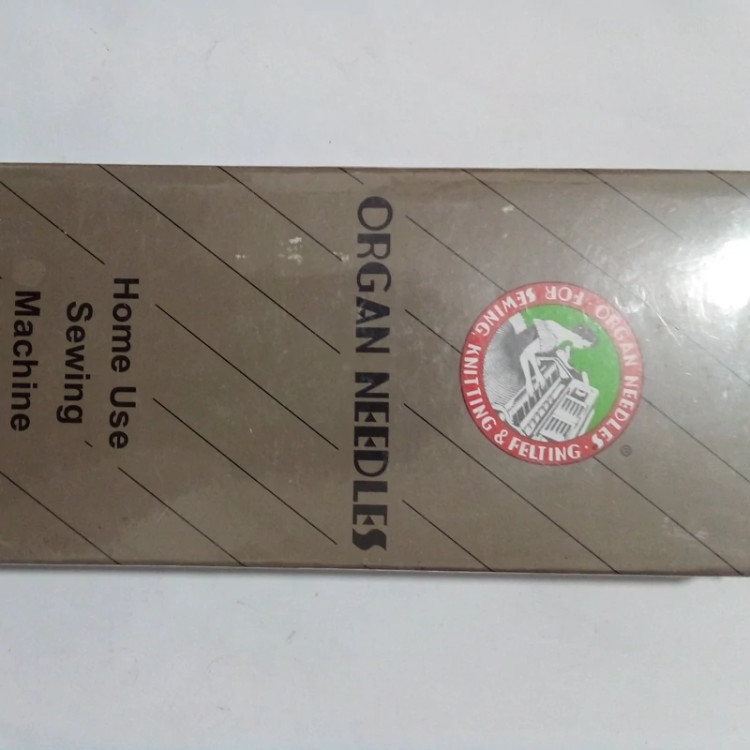 ORGAN NEEDLES · FOR SEWING KNITTING & FELTING ·
®
ORGAN NEEDLES
Home Use
Sewing
Machine